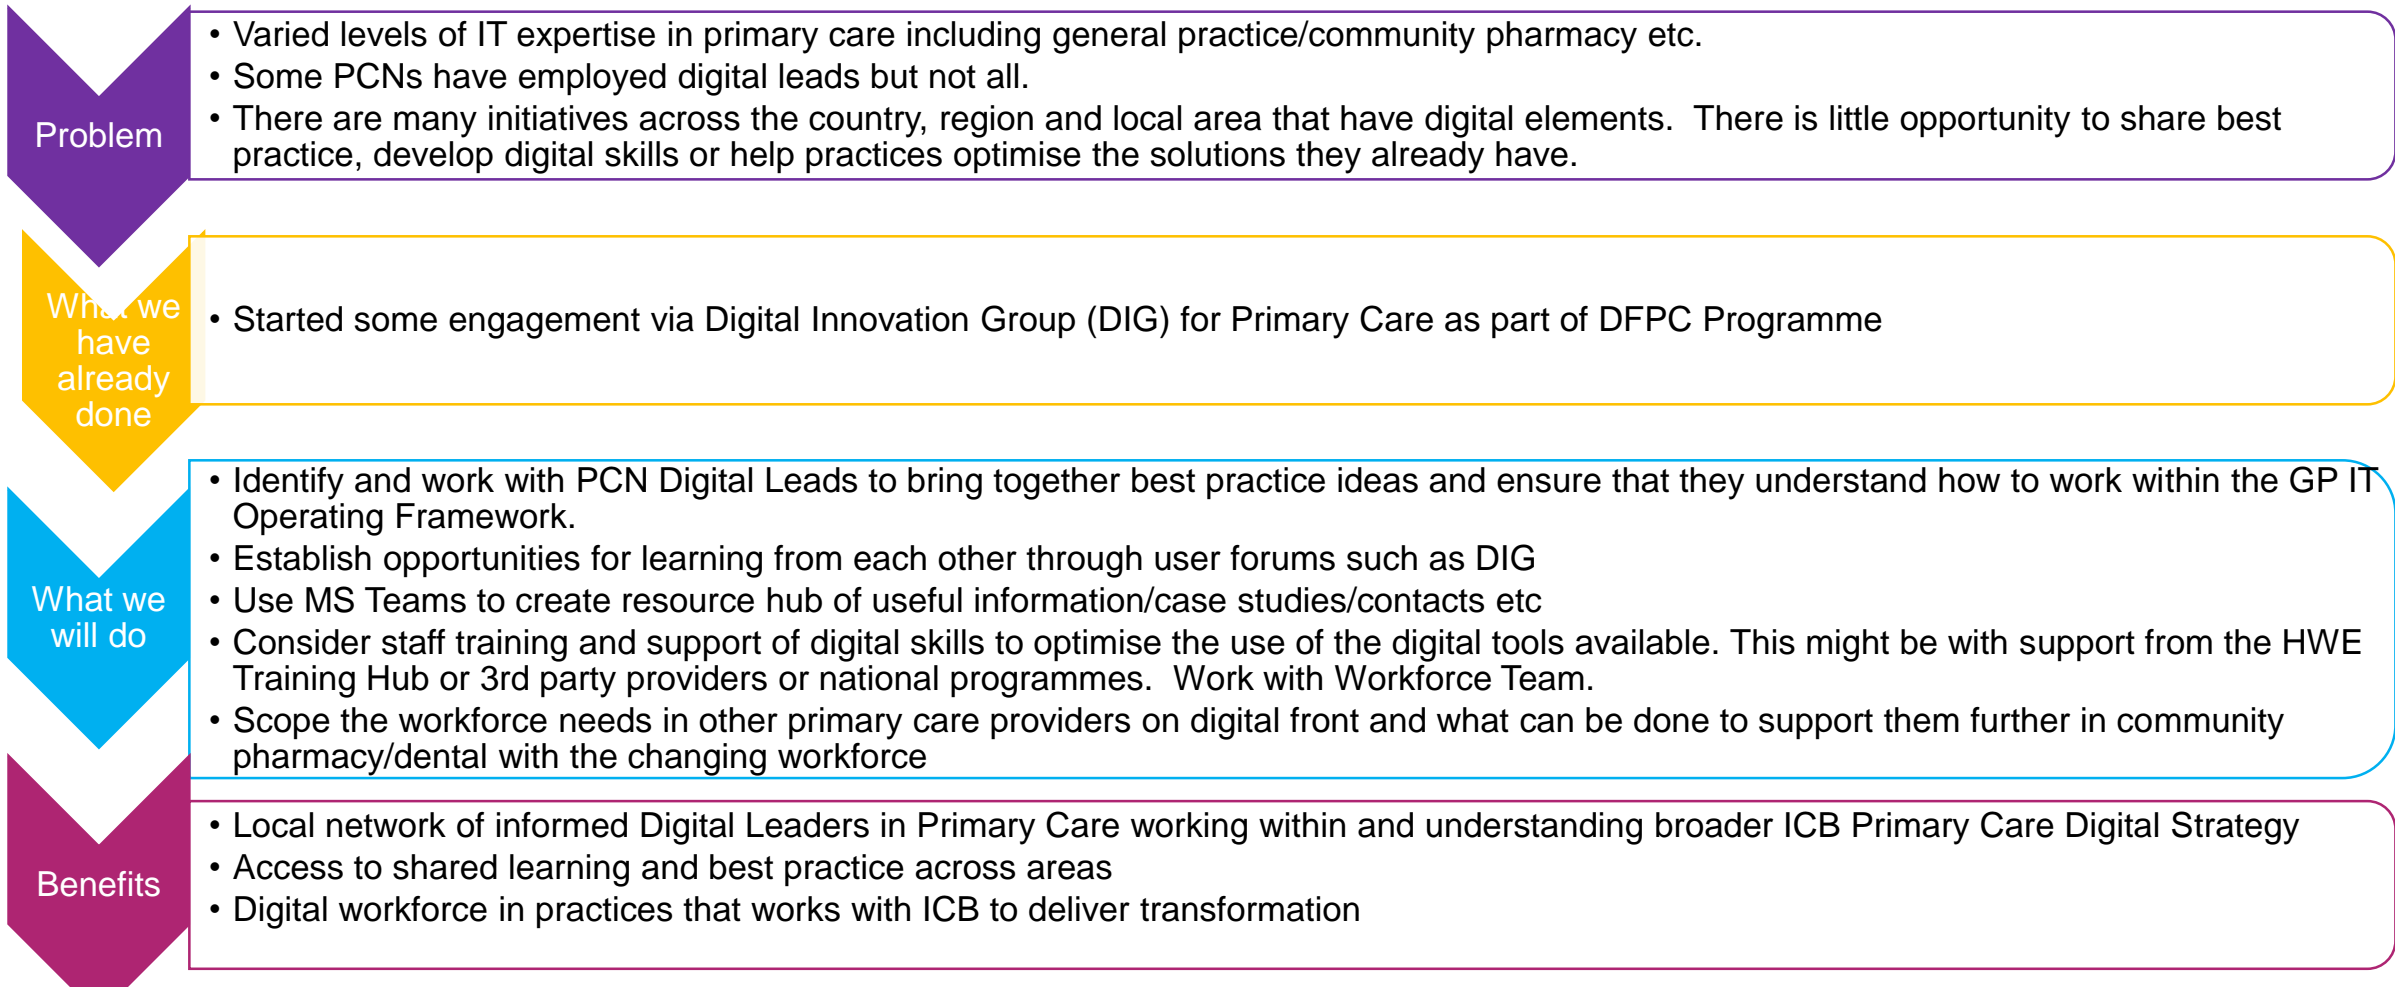 Problem
• Varied levels of IT expertise in primary care including general practice/community pharmacy etc.
• Some PCNs have employed digital leads but not all.
• There are many initiatives across the country, region and local area that have digital elements.  There is little opportunity to share best
practice, develop digital skills or help practices optimise the solutions they already have.
What we
have
already
done
• Started some engagement via Digital Innovation Group (DIG) for Primary Care as part of DFPC Programme
What we
will do
• Identify and work with PCN Digital Leads to bring together best practice ideas and ensure that they understand how to work within the GP IT
Operating Framework.
• Establish opportunities for learning from each other through user forums such as DIG
• Use MS Teams to create resource hub of useful information/case studies/contacts etc
• Consider staff training and support of digital skills to optimise the use of the digital tools available. This might be with support from the HWE
Training Hub or 3rd party providers or national programmes.  Work with Workforce Team.
• Scope the workforce needs in other primary care providers on digital front and what can be done to support them further in community
pharmacy/dental with the changing workforce
Benefits
• Local network of informed Digital Leaders in Primary Care working within and understanding broader ICB Primary Care Digital Strategy
• Access to shared learning and best practice across areas
• Digital workforce in practices that works with ICB to deliver transformation